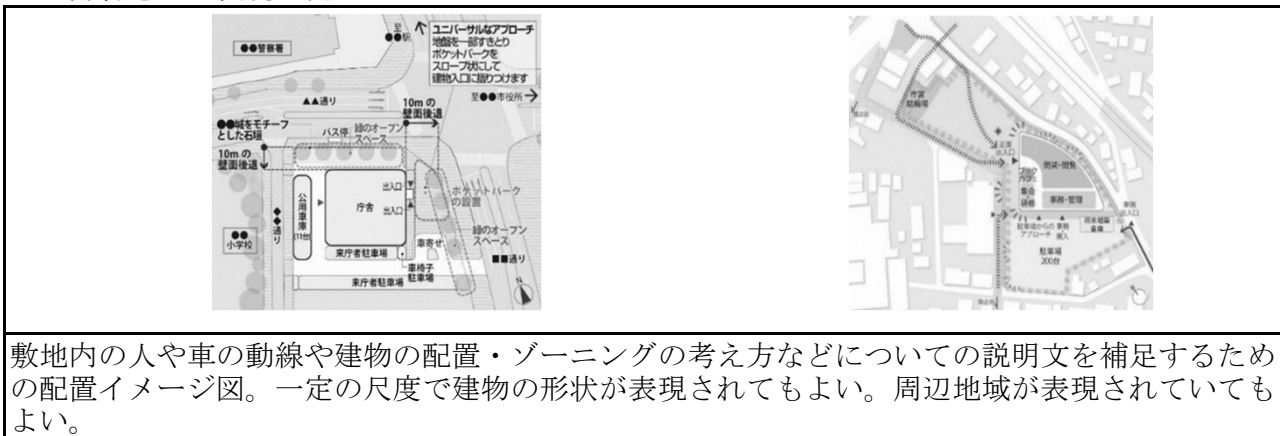 ●●警察署
至
●●駅
ユニバーサルなアプローチ
地盤を一部すきとり
ポケットパークを
スロープ状にして
建物入口に摺りつけます
至●●市役所
▲▲通り
10mの
壁面後退
●●城をモチーフ
とした石垣
バス停
緑のオープン
スペース
10mの
壁面後退
出入口
出入口
庁舎
公用車庫
(11台)
ポケットパーク
の設置
◆◆通り
●●
小学校
緑のオープン
スペース
車寄せ
■■通り
来庁者駐車場
車椅子
駐車場
来庁者駐車場
N
市営
駐輪場
正面
出入口
開架・閲覧
集会・
研修
事務・管理
車両
出入口
駐車場からの
アプローチ
事務
搬入
駐車場
200台
敷地内の人や車の動線や建物の配置・ゾーニングの考え方などについての説明文を補足するため
の配置イメージ図。一定の尺度で建物の形状が表現されてもよい。周辺地域が表現されていても
よい。